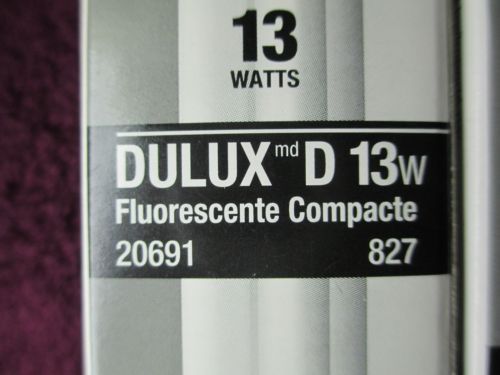 13
WATTS
DULUX md D 13W
Fluorescente Compacte
20691 827